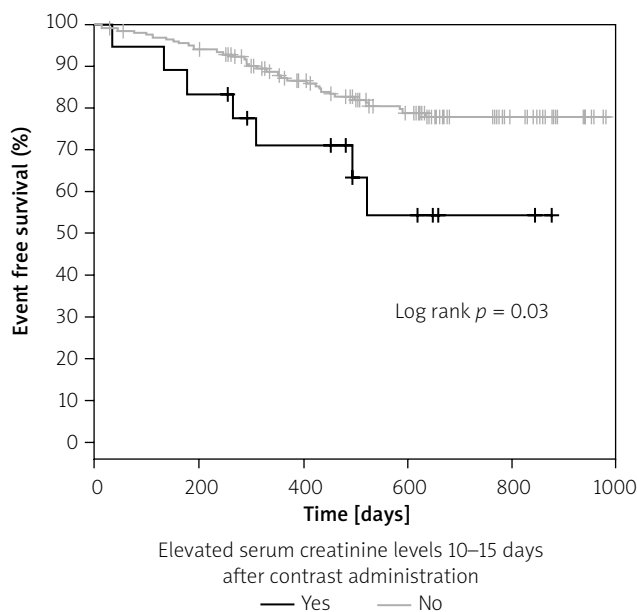 Event free survival (%)
100
90
80
70
60
50
40
30
20
10
0
Log rank p = 0.03
0 200 400 600 800 1000
Time [days]
Elevated serum creatinine levels 10–15 days
after contrast administration
Yes No